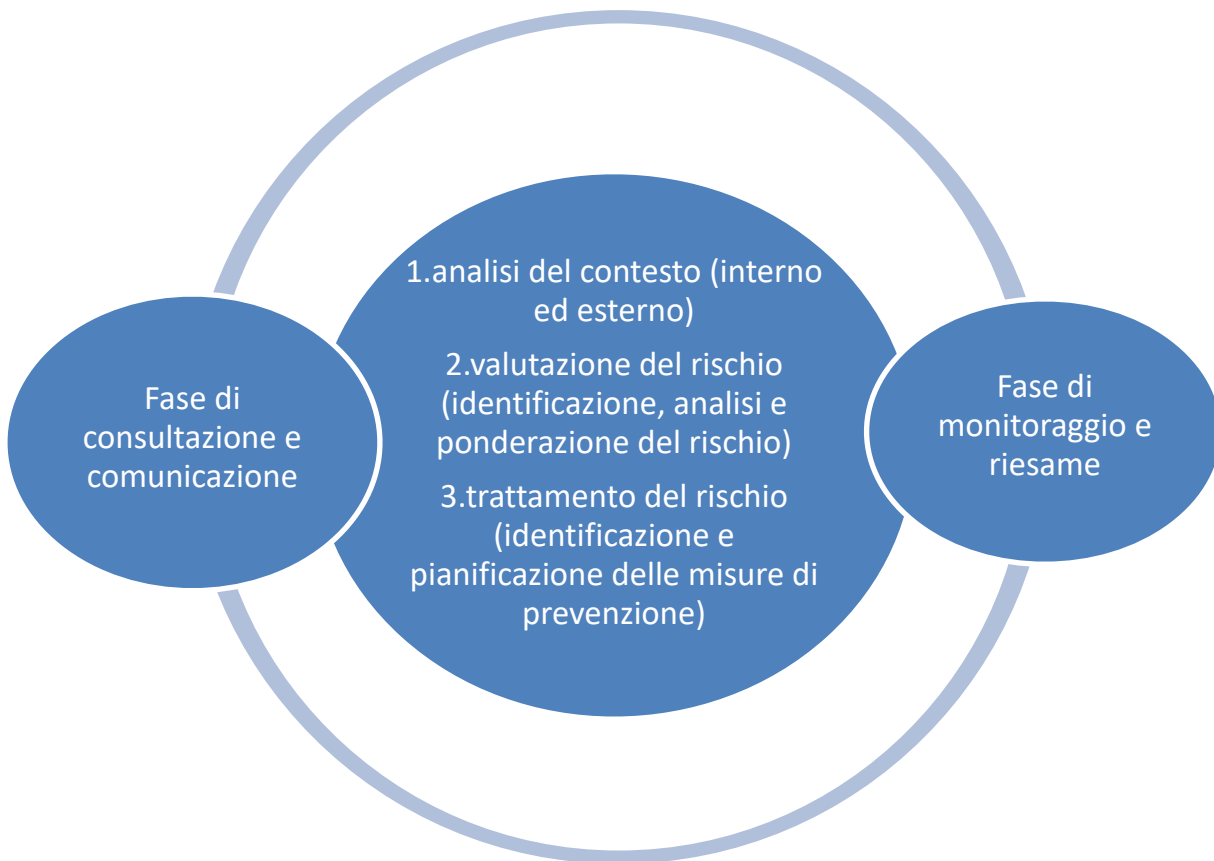 Fase di
consultazione e
comunicazione
1.analisi del contesto (interno
ed esterno)
2.valutazione del rischio
(identificazione, analisi e
ponderazione del rischio)
3.trattamento del rischio
(identificazione e
pianificazione delle misure di
prevenzione)
Fase di
monitoraggio e
riesame